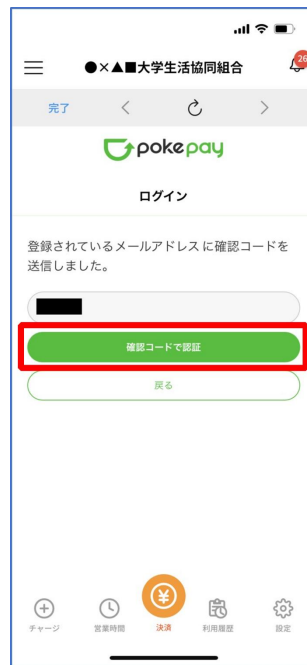 ●×▲■大学生活協同組合
26
完了
pokepay
ログイン
登録されているメールアドレスに確認コードを
送信しました。
確認コードで認証
戻る
チャージ
営業時間
決済
利用履歴
設定